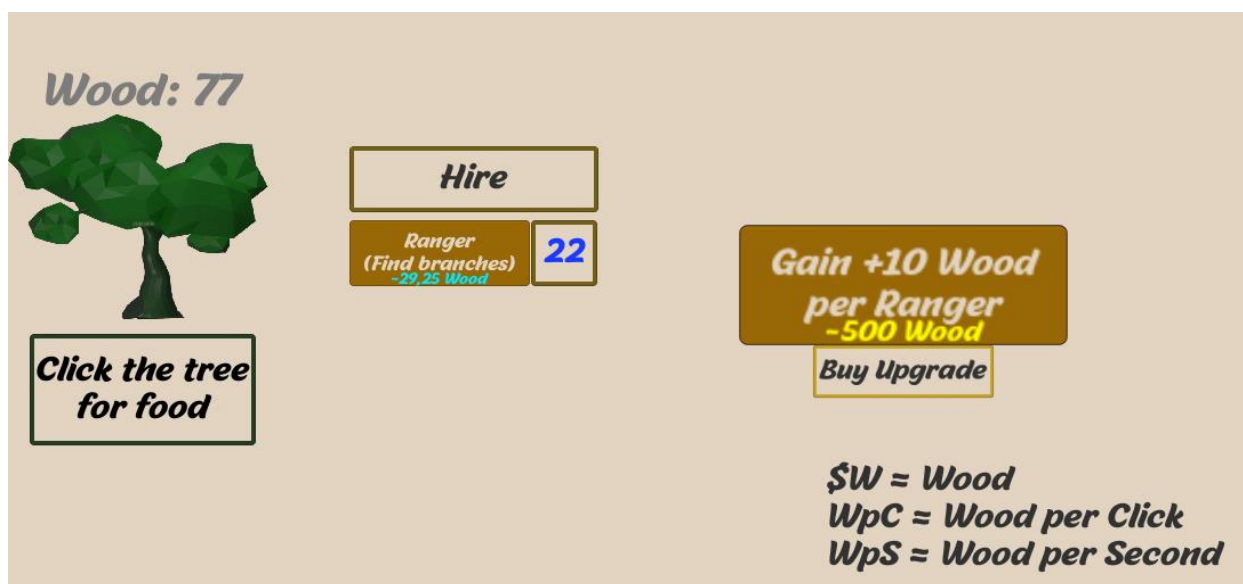 Wood: 77
Click the tree
for food
Hire
Ranger
(Find branches)
-29,25 Wood
22
Gain +10 Wood
per Ranger
-500 Wood
Buy Upgrade
$W = Wood
WpC = Wood per Click
WpS = Wood per Second